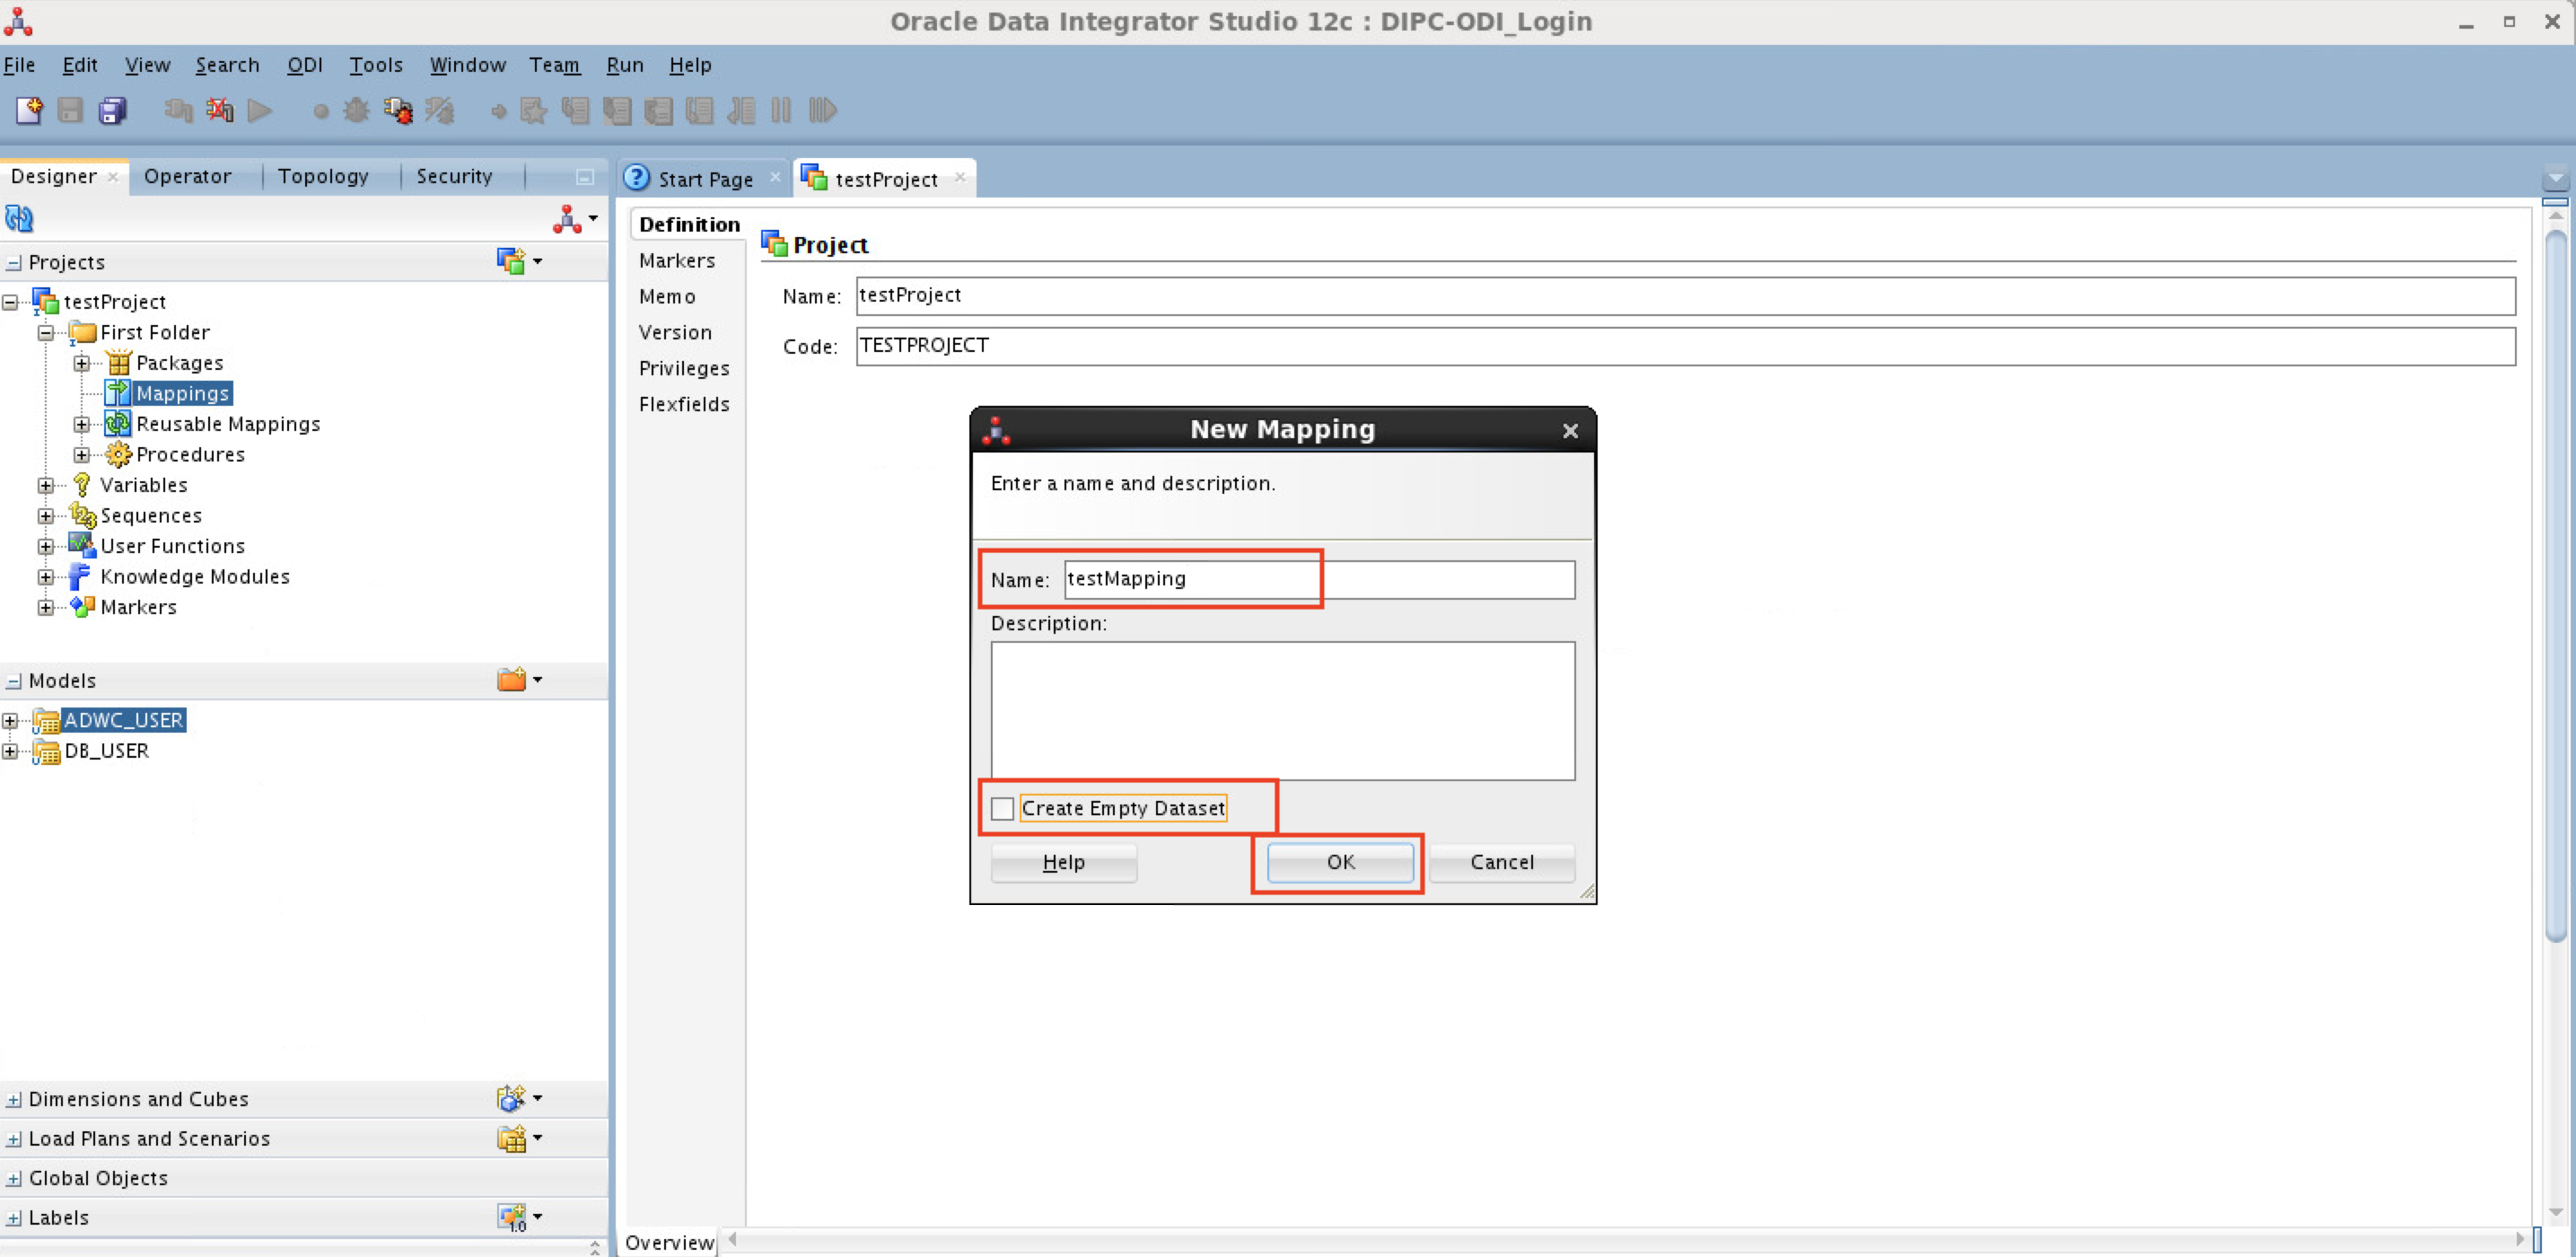 Oracle Data Integrator Studio 12c : DIPC-ODI_Login
File Edit View Search ODI Tools Window Team Run Help
Designer Operator Topology Security
Start Page testProject
Projects
testProject
First Folder
Packages
Mappings
Reusable Mappings
Procedures
Variables
Sequences
User Functions
Knowledge Modules
Markers
Models
ADWC_USER
DB_USER
Dimensions and Cubes
Load Plans and Scenarios
Global Objects
Labels
1.0
Definition
Markers
Memo
Version
Privileges
Flexfields
Project
Name: testProject
Code: TESTPROJECT
New Mapping
Enter a name and description.
Name: testMapping
Description:
Create Empty Dataset
Help OK Cancel
Overview